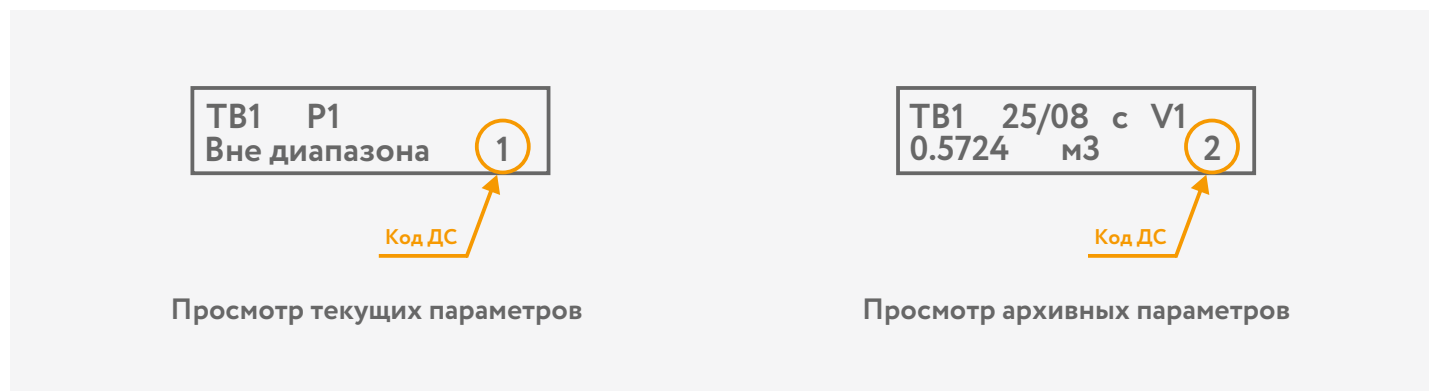 ТВ1 Р1
Вне диапазона 1
Код ДС
Просмотр текущих параметров
ТВ1 25/08 с V1
0.5724 м3 2
Код ДС
Просмотр архивных параметров